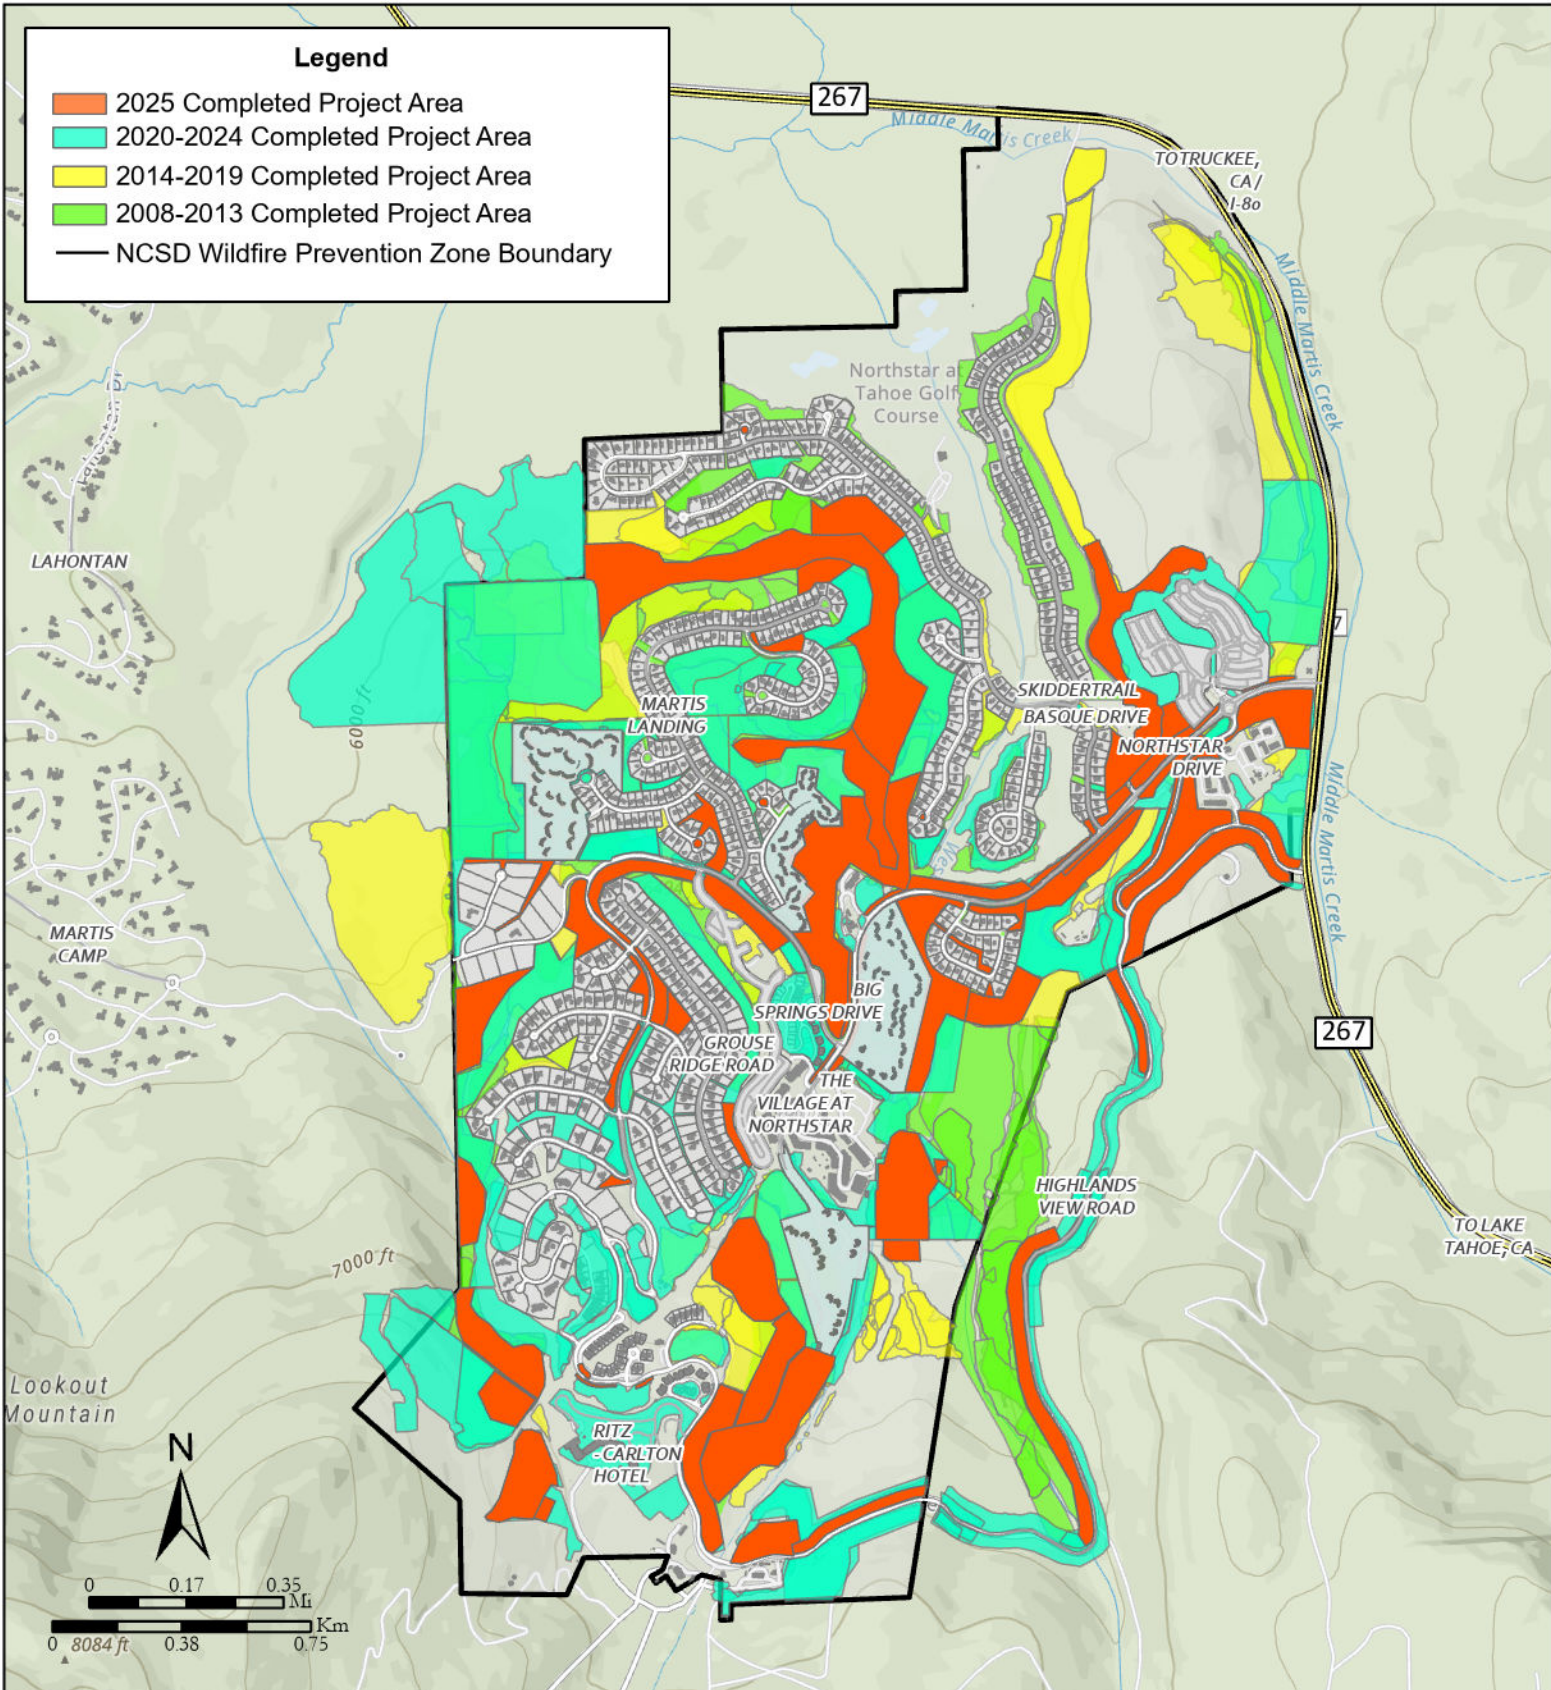 Legend
2025 Completed Project Area
2020-2024 Completed Project Area
2014-2019 Completed Project Area
2008-2013 Completed Project Area
NCSD Wildfire Prevention Zone Boundary
267
Middle Martis Creek
TO TRUCKEE,
CA /
I-80
Middle Martis Creek
Northstar at
Tahoe Golf
Course
Lahontan Dr
LAHONTAN
6000 ft
MARTIS
LANDING
SKIDDERTRAIL
BASQUE DRIVE
NORTHSTAR
DRIVE
7
Middle Martis Creek
Wes
MARTIS
CAMP
BIG
SPRINGS DRIVE
GROUSE
RIDGE ROAD
THE
VILLAGE AT
NORTHSTAR
267
HIGHLANDS
VIEW ROAD
TO LAKE
TAHOE, CA
7000 ft
Lookout
Mountain
RITZ
-CARLTON
HOTEL
N
0 0.17 0.35
Mi
Km
0 0.38 0.75
8084 ft